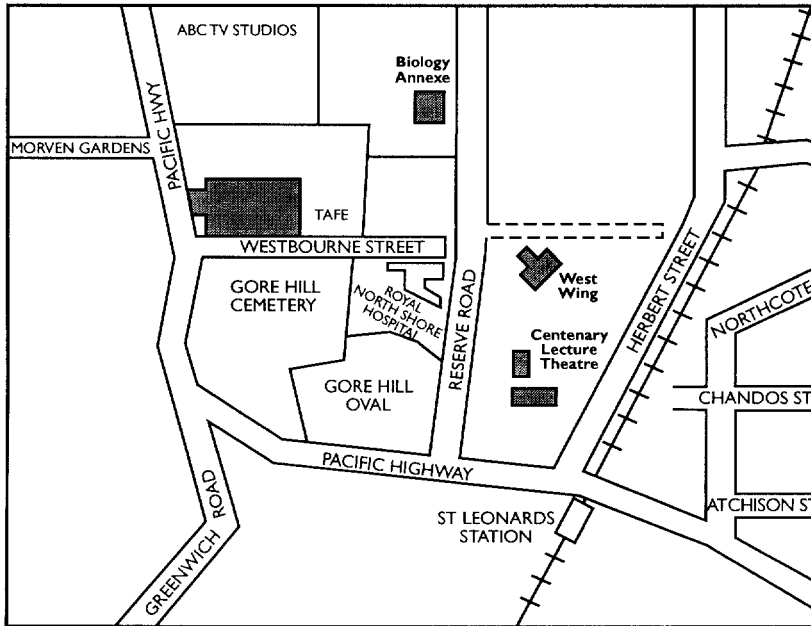 ABC TV STUDIOS
Biology
Annexe
PACIFIC HWY
MORVEN GARDENS
TAFE
WESTBOURNE STREET
GORE HILL
CEMETERY
ROYAL
NORTH SHORE
HOSPITAL
RESERVE ROAD
West
Wing
HERBERT STREET
NORTHCOTE
Centenary
Lecture
Theatre
GORE HILL
OVAL
CHANDOS ST
PACIFIC HIGHWAY
ATCHISON ST
ST LEONARDS
STATION
GREENWICH ROAD